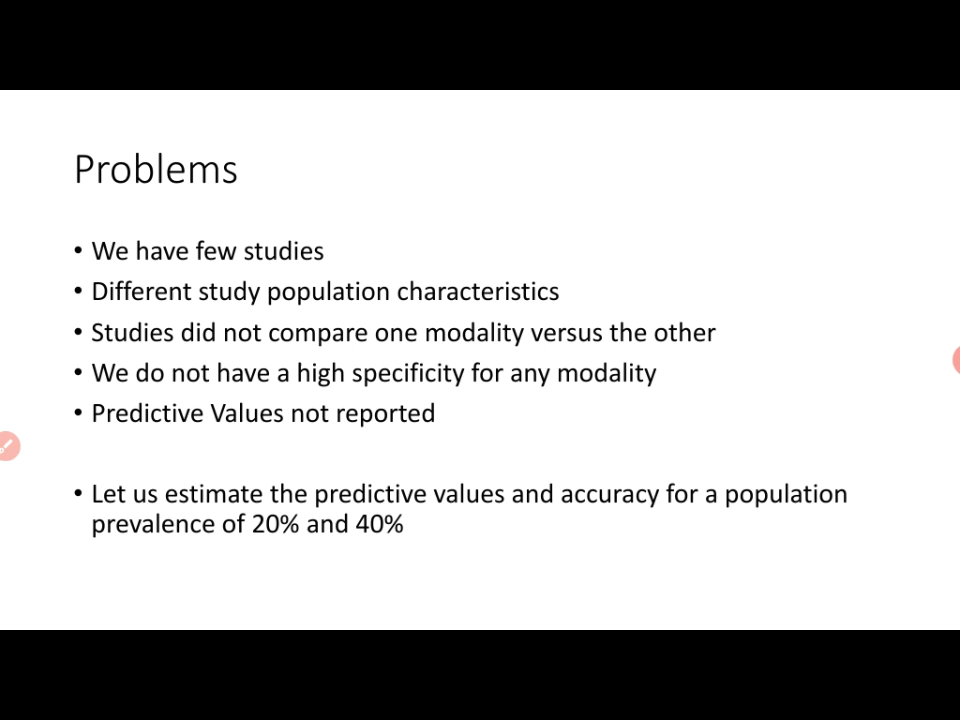 Problems
• We have few studies
• Different study population characteristics
• Studies did not compare one modality versus the other
• We do not have a high specificity for any modality
• Predictive Values not reported
• Let us estimate the predictive values and accuracy for a population
prevalence of 20% and 40%